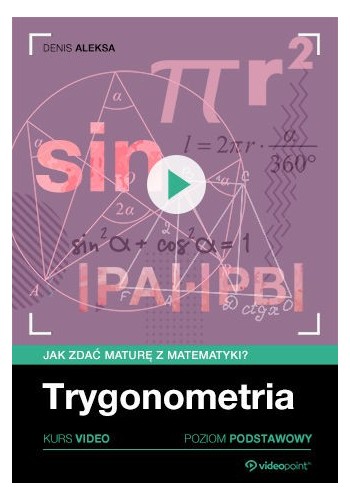 DENIS ALEKSA
πr²
sin
l = 2πr · α/360°
α
α
α
2α
sin²α + cos²α = 1
|PA|·|PB|
A
C
F
D
B
ctgx
JAK ZDAĆ MATURĘ Z MATEMATYKI?
Trygonometria
KURS VIDEO
POZIOM PODSTAWOWY
videopoint